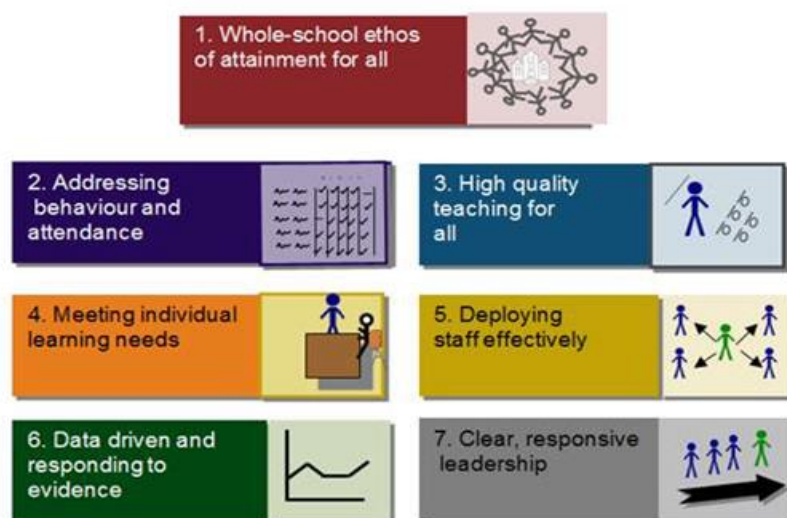 1. Whole-school ethos
of attainment for all
2. Addressing
behaviour and
attendance
3. High quality
teaching for
all
4. Meeting individual
learning needs
5. Deploying
staff effectively
6. Data driven and
responding to
evidence
7. Clear, responsive
leadership